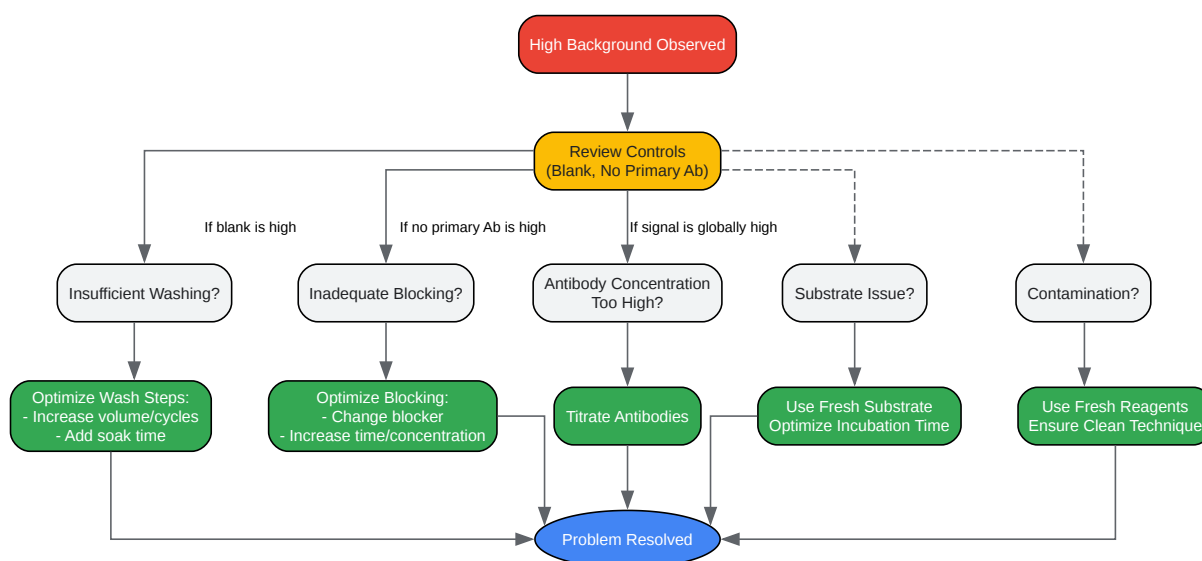 High Background Observed
Review Controls
(Blank, No Primary Ab)
If blank is high
If no primary Ab is high
If signal is globally high
Insufficient Washing?
Inadequate Blocking?
Antibody Concentration
Too High?
Substrate Issue?
Contamination?
Optimize Wash Steps:
- Increase volume/cycles
- Add soak time
Optimize Blocking:
- Change blocker
- Increase time/concentration
Titrate Antibodies
Use Fresh Substrate
Optimize Incubation Time
Use Fresh Reagents
Ensure Clean Technique
Problem Resolved